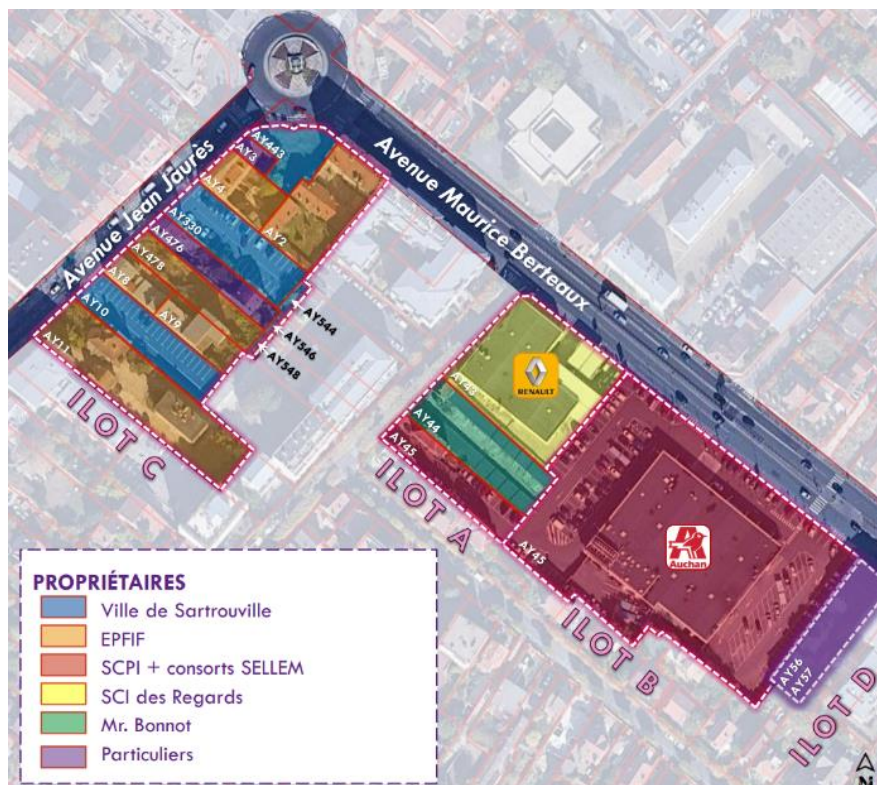 Avenue Jean Jaurès
Avenue Maurice Berteaux
AY443
AY3
AY4
AY2
AY330
AY476
AY478
AY8
AY9
AY10
AY11
AY544
AY546
AY548
ILOT C
RENAULT
AY43
AY44
AY45
ILOT A
AY45
Auchan
ILOT B
AY56
AY57
ILOT D
PROPRIÉTAIRES
Ville de Sartrouville
EPFIF
SCPI + consorts SELLEM
SCI des Regards
Mr. Bonnot
Particuliers
N